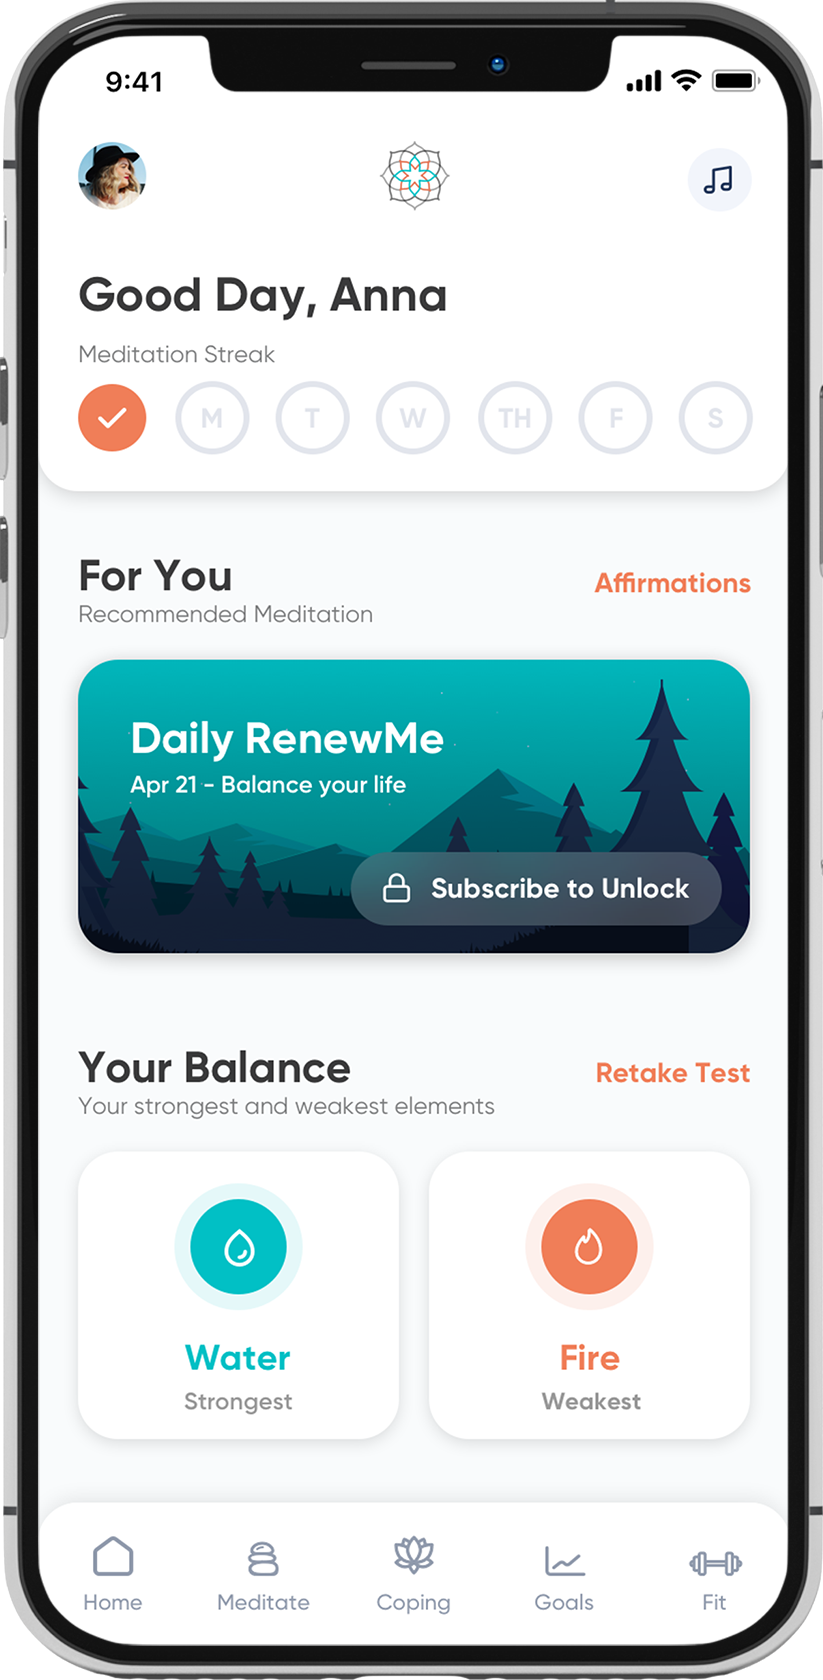 9:41
Good Day, Anna
Meditation Streak
M T W TH F S
For You
Affirmations
Recommended Meditation
Daily RenewMe
Apr 21 - Balance your life
Subscribe to Unlock
Your Balance
Retake Test
Your strongest and weakest elements
Water
Strongest
Fire
Weakest
Home
Meditate
Coping
Goals
Fit